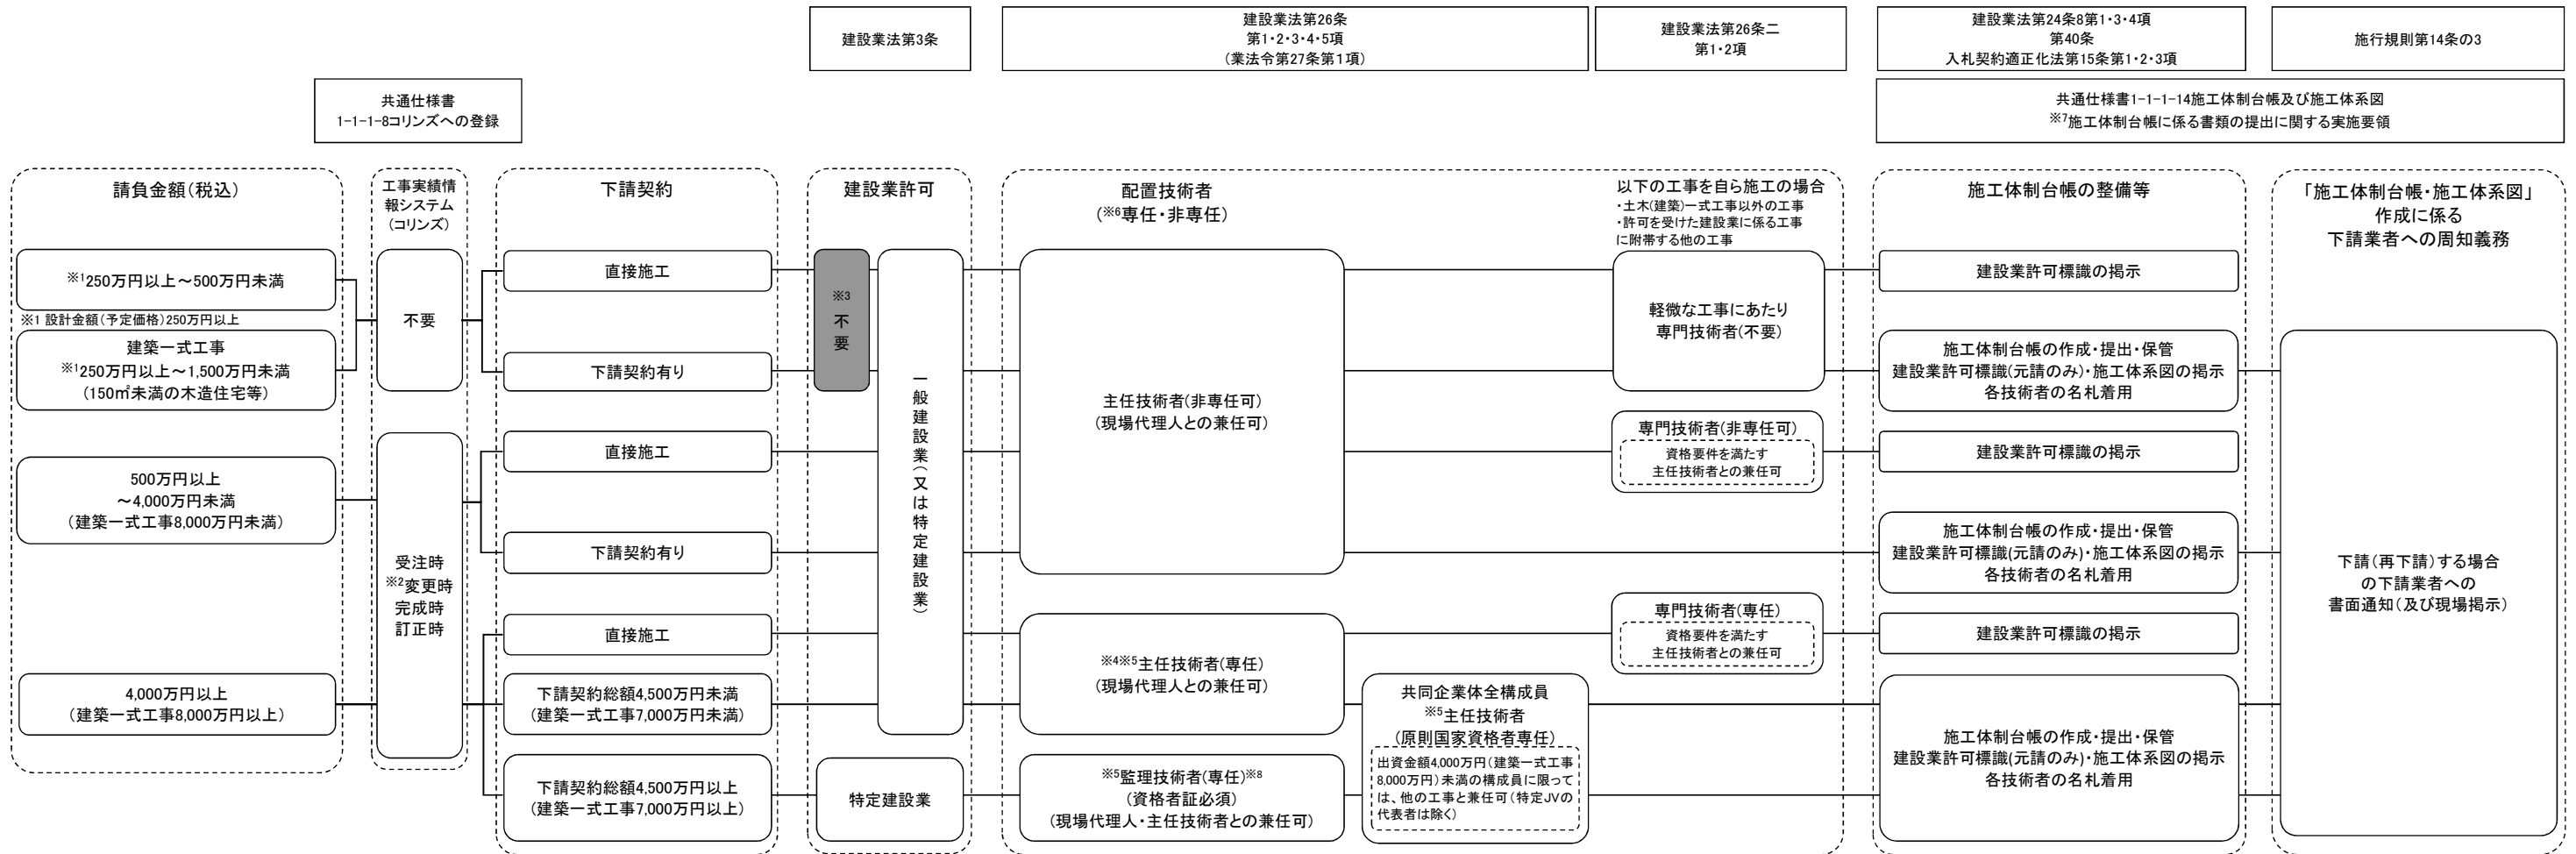 建設業法第3条
建設業法第26条
第1・2・3・4・5項
(業法令第27条第1項)
建設業法第26条二
第1・2項
建設業法第24条8第1・3・4項
第40条
入札契約適正化法第15条第1・2・3項
施行規則第14条の3
共通仕様書
1-1-1-8コリンズへの登録
共通仕様書1-1-1-14施工体制台帳及び施工体系図
※7施工体制台帳に係る書類の提出に関する実施要領
請負金額(税込)
※1250万円以上～500万円未満
※1 設計金額(予定価格)250万円以上
建築一式工事
※1250万円以上～1,500万円未満
(150㎡未満の木造住宅等)
500万円以上
～4,000万円未満
(建築一式工事8,000万円未満)
4,000万円以上
(建築一式工事8,000万円以上)
工事実績情
報システム
(コリンズ)
不要
受注時
※2変更時
完成時
訂正時
下請契約
直接施工
下請契約有り
直接施工
下請契約有り
直接施工
下請契約総額4,500万円未満
(建築一式工事7,000万円未満)
下請契約総額4,500万円以上
(建築一式工事7,000万円以上)
建設業許可
※3
不要
一般建設業(又は特定建設業)
特定建設業
配置技術者
(※6専任・非専任)
主任技術者(非専任可)
(現場代理人との兼任可)
※4※5主任技術者(専任)
(現場代理人との兼任可)
※5監理技術者(専任)※8
(資格者証必須)
(現場代理人・主任技術者との兼任可)
共同企業体全構成員
※5主任技術者
(原則国家資格者専任)
出資金額4,000万円(建築一式工事
8,000万円)未満の構成員に限って
は、他の工事と兼任可(特定JVの
代表者は除く)
以下の工事を自ら施工の場合
・土木(建築)一式工事以外の工事
・許可を受けた建設業に係る工事
に附帯する他の工事
軽微な工事にあたり
専門技術者(不要)
専門技術者(非専任可)
資格要件を満たす
主任技術者との兼任可
専門技術者(専任)
資格要件を満たす
主任技術者との兼任可
施工体制台帳の整備等
建設業許可標識の掲示
施工体制台帳の作成・提出・保管
建設業許可標識(元請のみ)・施工体系図の掲示
各技術者の名札着用
建設業許可標識の掲示
施工体制台帳の作成・提出・保管
建設業許可標識(元請のみ)・施工体系図の掲示
各技術者の名札着用
建設業許可標識の掲示
施工体制台帳の作成・提出・保管
建設業許可標識(元請のみ)・施工体系図の掲示
各技術者の名札着用
「施工体制台帳・施工体系図」
作成に係る
下請業者への周知義務
下請(再下請)する場合
の下請業者への
書面通知(及び現場掲示)